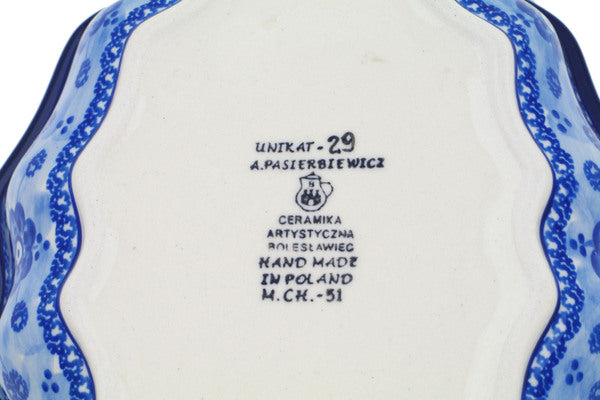 UNIKAT - 29
A. PASIERBIEWICZ
CERAMIKA
ARTYSTYCZNA
BOLESŁAWIEC
HAND MADE
IN POLAND
M.CH.-51